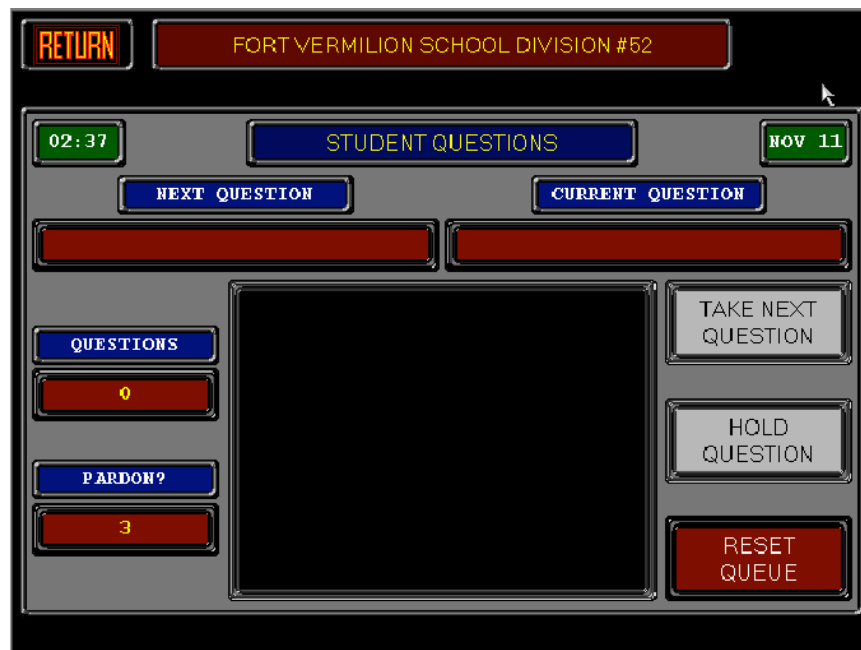 RETURN
FORT VERMILION SCHOOL DIVISION #52
02:37
STUDENT QUESTIONS
NOV 11
NEXT QUESTION
CURRENT QUESTION
TAKE NEXT
QUESTION
QUESTIONS
0
HOLD
QUESTION
PARDON?
3
RESET
QUEUE